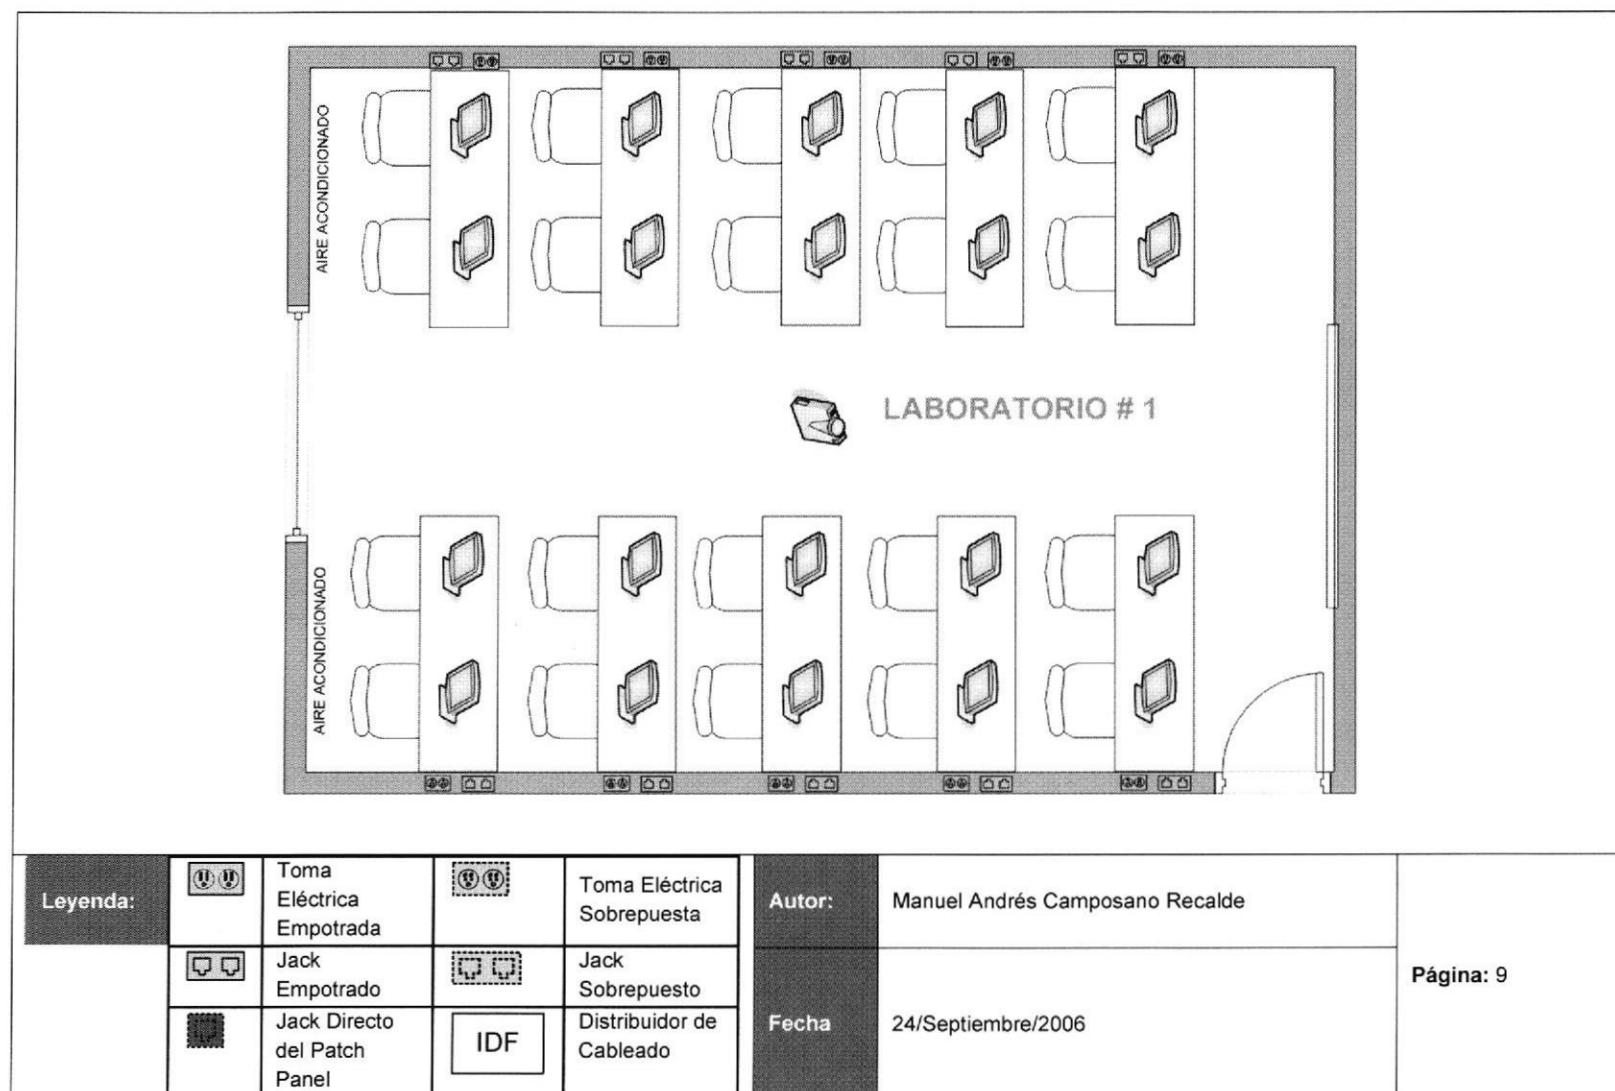 AIRE ACONDICIONADO
LABORATORIO # 1
AIRE ACONDICIONADO
Leyenda:
Toma
Eléctrica
Empotrada
Toma Eléctrica
Sobrepuesta
Jack
Empotrado
Jack
Sobrepuesto
Jack Directo
del Patch
Panel
IDF
Distribuidor de
Cableado
Autor:
Manuel Andrés Camposano Recalde
Fecha
24/Septiembre/2006
Página: 9